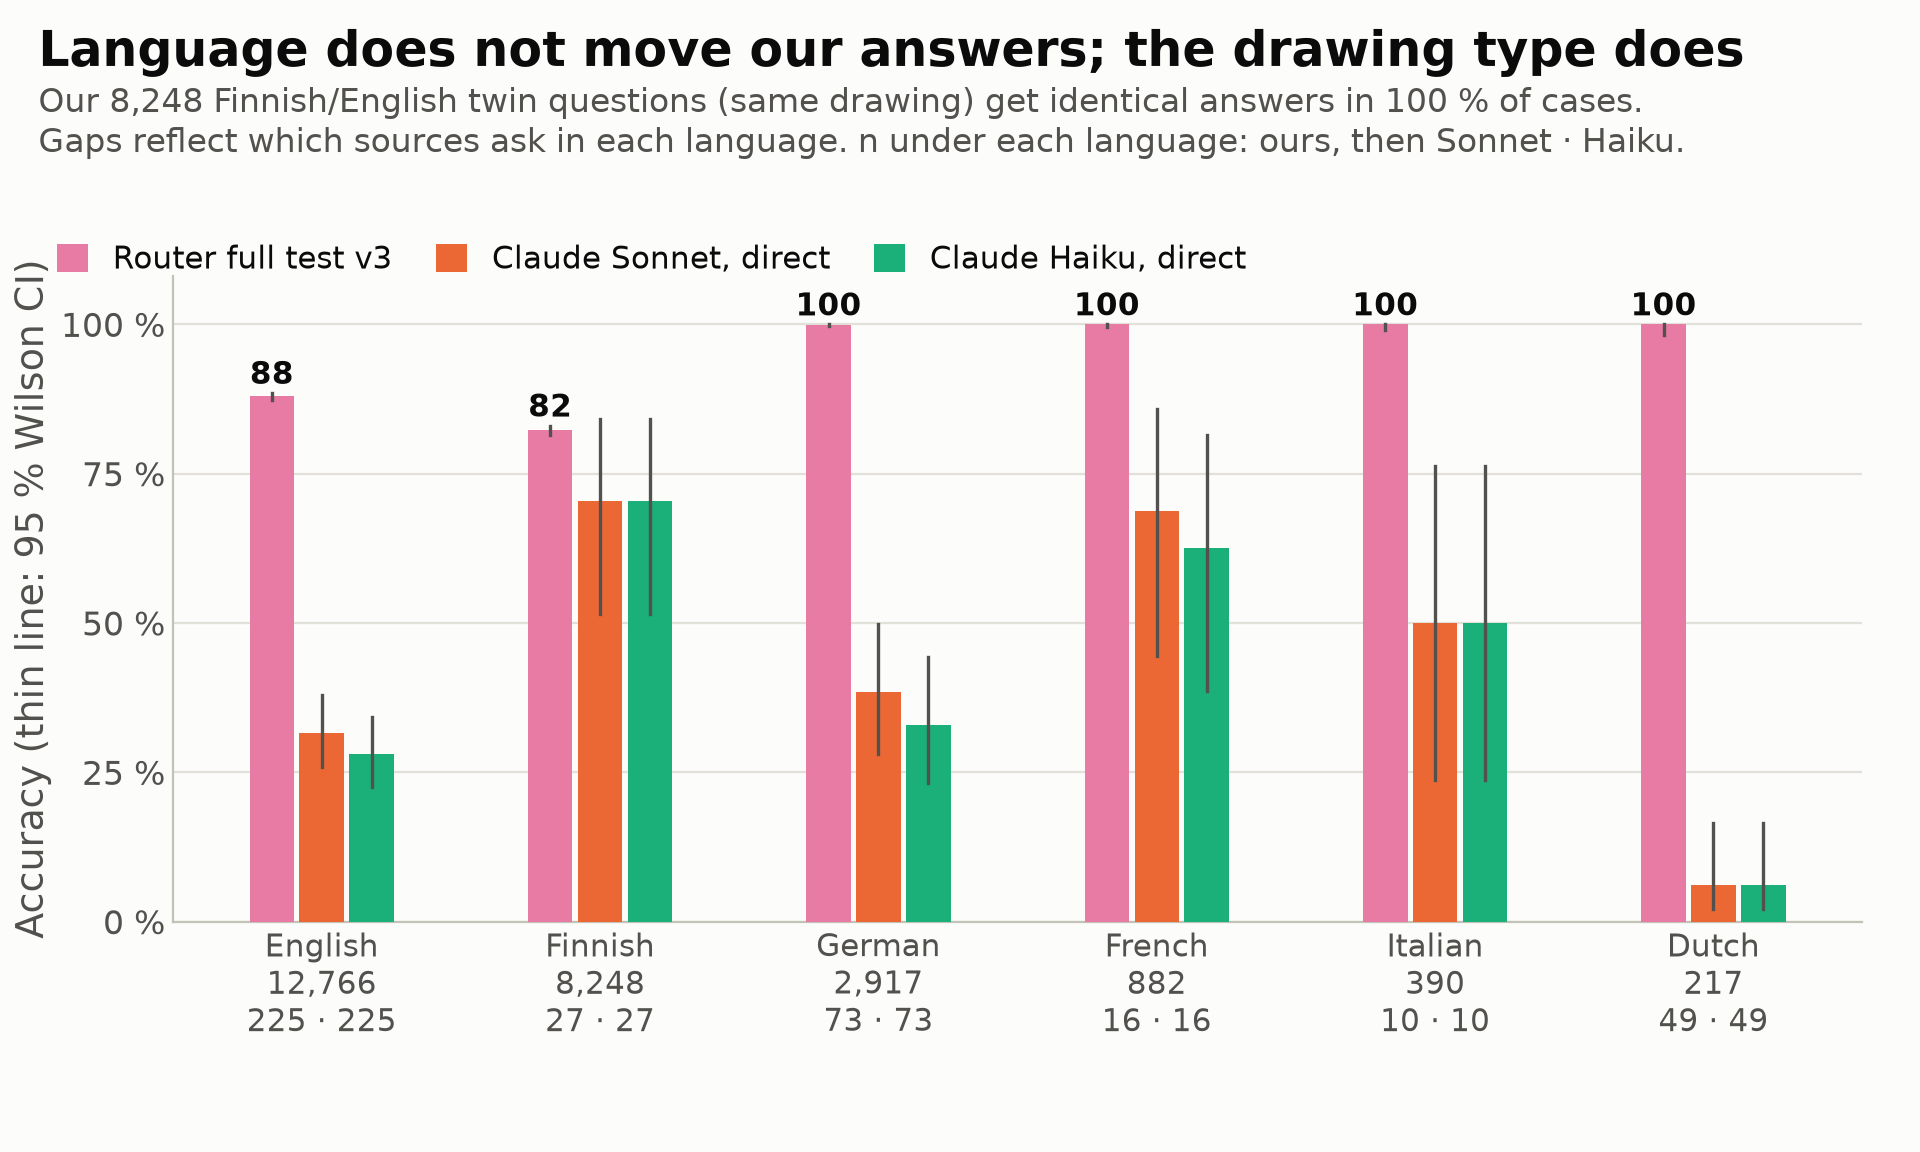 Language does not move our answers; the drawing type does
Our 8,248 Finnish/English twin questions (same drawing) get identical answers in 100 % of cases.
Gaps reflect which sources ask in each language. n under each language: ours, then Sonnet · Haiku.
Router full test v3
Claude Sonnet, direct
Claude Haiku, direct
Accuracy (thin line: 95 % Wilson CI)
100 %
75 %
50 %
25 %
0 %
88
82
100
100
100
100
English
12,766
225 · 225
Finnish
8,248
27 · 27
German
2,917
73 · 73
French
882
16 · 16
Italian
390
10 · 10
Dutch
217
49 · 49